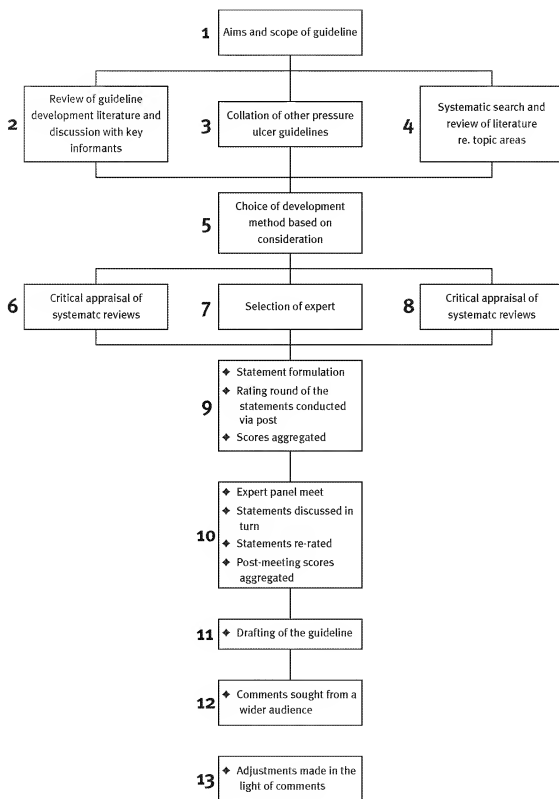 1 Aims and scope of guideline
2 Review of guideline
development literature and
discussion with key
informants
3 Collation of other pressure
ulcer guidelines
4 Systematic search and
review of literature
re. topic areas
5 Choice of development
method based on
consideration
6 Critical appraisal of
systematc reviews
7 Selection of expert
8 Critical appraisal of
systematc reviews
9 ✦ Statement formulation
✦ Rating round of the
statements conducted
via post
✦ Scores aggregated
10 ✦ Expert panel meet
✦ Statements discussed in
turn
✦ Statements re-rated
✦ Post-meeting scores
aggregated
11 ✦ Drafting of the guideline
12 ✦ Comments sought from a
wider audience
13 ✦ Adjustments made in the
light of comments